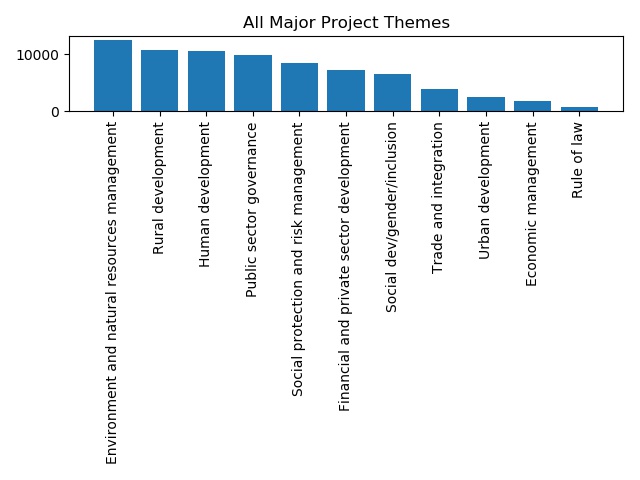 All Major Project Themes
10000
0
Environment and natural resources management
Rural development
Human development
Public sector governance
Social protection and risk management
Financial and private sector development
Social dev/gender/inclusion
Trade and integration
Urban development
Economic management
Rule of law